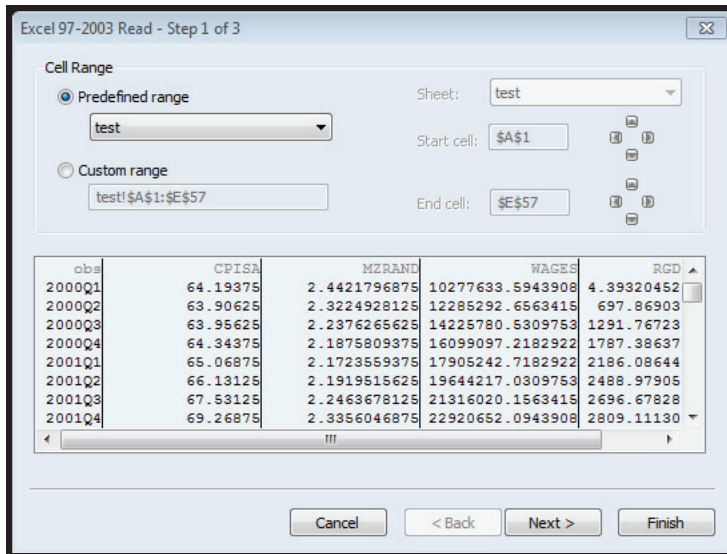 Excel 97-2003 Read - Step 1 of 3
Cell Range
Predefined range
test
Custom range
test!$A$1:$E$57
Sheet: test
Start cell: $A$1
End cell: $E$57
obs CPISA MZRAND WAGES RGD
2000Q1 64.19375 2.4421796875 10277633.5943908 4.39320452
2000Q2 63.90625 2.3224928125 12285292.6563415 697.86903
2000Q3 63.95625 2.2376265625 14225780.5309753 1291.76723
2000Q4 64.34375 2.1875809375 16099097.2182922 1787.38637
2001Q1 65.06875 2.1723559375 17905242.7182922 2186.08644
2001Q2 66.13125 2.1919515625 19644217.0309753 2488.97905
2001Q3 67.53125 2.2463678125 21316020.1563415 2696.67828
2001Q4 69.26875 2.3356046875 22920652.0943908 2809.11130
Cancel < Back Next > Finish